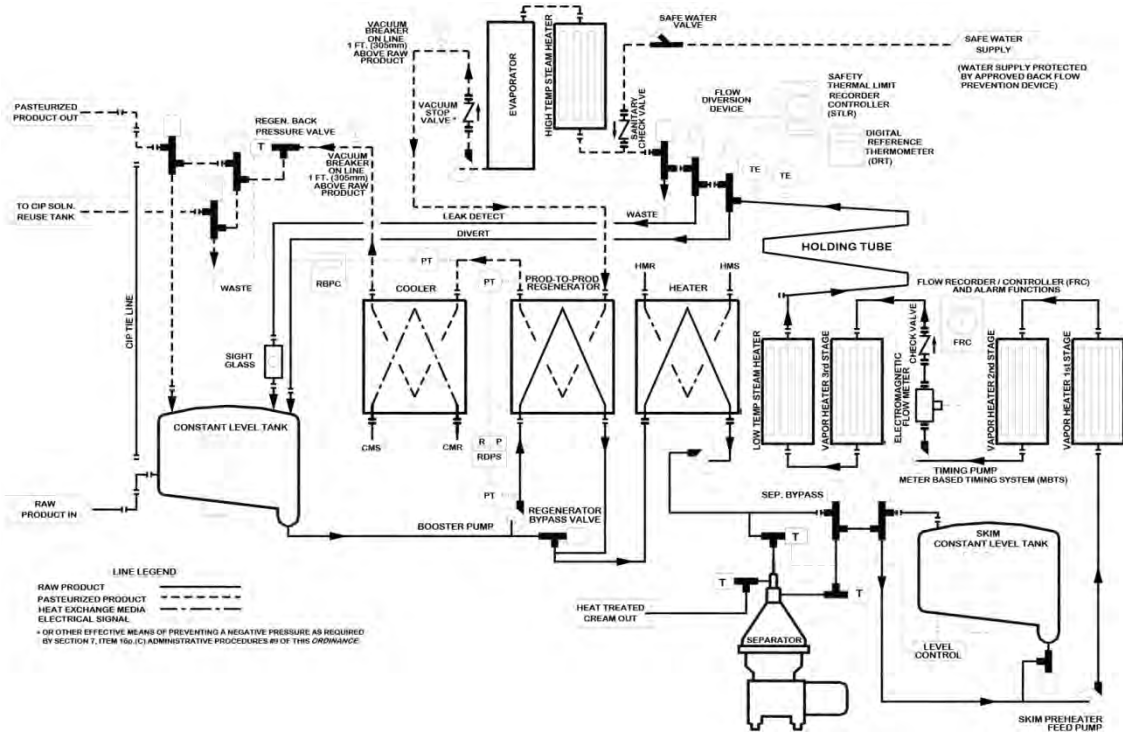 VACUUM
BREAKER
ON LINE
1 FT. (305mm)
ABOVE RAW
PRODUCT
EVAPORATOR
HIGH TEMP STEAM HEATER
SAFE WATER
VALVE
SAFE WATER
SUPPLY
(WATER SUPPLY PROTECTED
BY APPROVED BACK FLOW
PREVENTION DEVICE)
PASTEURIZED
PRODUCT OUT
REGEN. BACK
PRESSURE VALVE
T
VACUUM
STOP
VALVE *
FLOW
DIVERSION
DEVICE
SANITARY
CHECK VALVE
SAFETY
THERMAL LIMIT
RECORDER
CONTROLLER
(STLR)
DIGITAL
REFERENCE
THERMOMETER
(DRT)
VACUUM
BREAKER
ON LINE
1 FT. (305mm)
ABOVE RAW
PRODUCT
TE
TE
TO CIP SOLN.
REUSE TANK
LEAK DETECT
WASTE
DIVERT
HOLDING TUBE
WASTE
RBPC
PT
PT
COOLER
PROD-TO-PROD
REGENERATOR
HMR
HMS
HEATER
FLOW RECORDER / CONTROLLER (FRC)
AND ALARM FUNCTIONS
FRC
CIP TIE LINE
SIGHT
GLASS
LOW TEMP STEAM HEATER
VAPOR HEATER 3rd STAGE
ELECTROMAGNETIC
FLOW METER
CHECK VALVE
VAPOR HEATER 2nd STAGE
VAPOR HEATER 1st STAGE
CONSTANT LEVEL TANK
CMS
CMR
R P
RDPS
PT
TIMING PUMP
METER BASED TIMING SYSTEM (MBTS)
RAW
PRODUCT IN
BOOSTER PUMP
REGENERATOR
BYPASS VALVE
SEP. BYPASS
SKIM
CONSTANT LEVEL TANK
T
T
T
HEAT TREATED
CREAM OUT
SEPARATOR
LEVEL
CONTROL
SKIM PREHEATER
FEED PUMP
LINE LEGEND
RAW PRODUCT
PASTEURIZED PRODUCT
HEAT EXCHANGE MEDIA
ELECTRICAL SIGNAL
* OR OTHER EFFECTIVE MEANS OF PREVENTING A NEGATIVE PRESSURE AS REQUIRED
BY SECTION 7, ITEM 16p.(C) ADMINISTRATIVE PROCEDURES #9 OF THIS ORDINANCE.